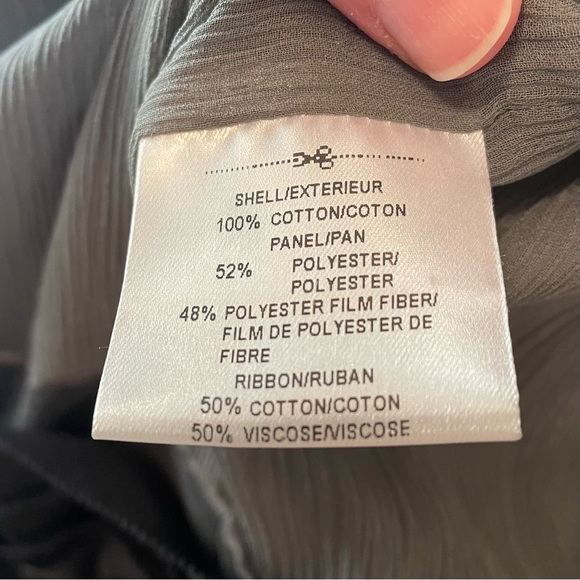 SHELL/EXTERIEUR
100% COTTON/COTON
PANEL/PAN
52% POLYESTER/
POLYESTER
48% POLYESTER FILM FIBER/
FILM DE POLYESTER DE
FIBRE
RIBBON/RUBAN
50% COTTON/COTON
50% VISCOSE/VISCOSE